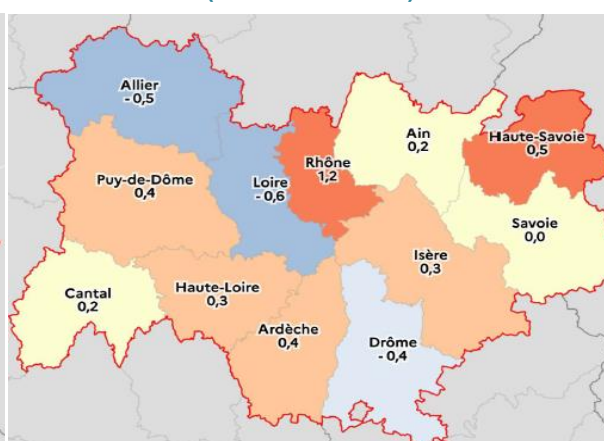 Allier
- 0,5
Ain
0,2
Haute-Savoie
0,5
Rhône
1,2
Puy-de-Dôme
0,4
Loire
- 0,6
Savoie
0,0
Isère
0,3
Cantal
0,2
Haute-Loire
0,3
Ardèche
0,4
Drôme
- 0,4